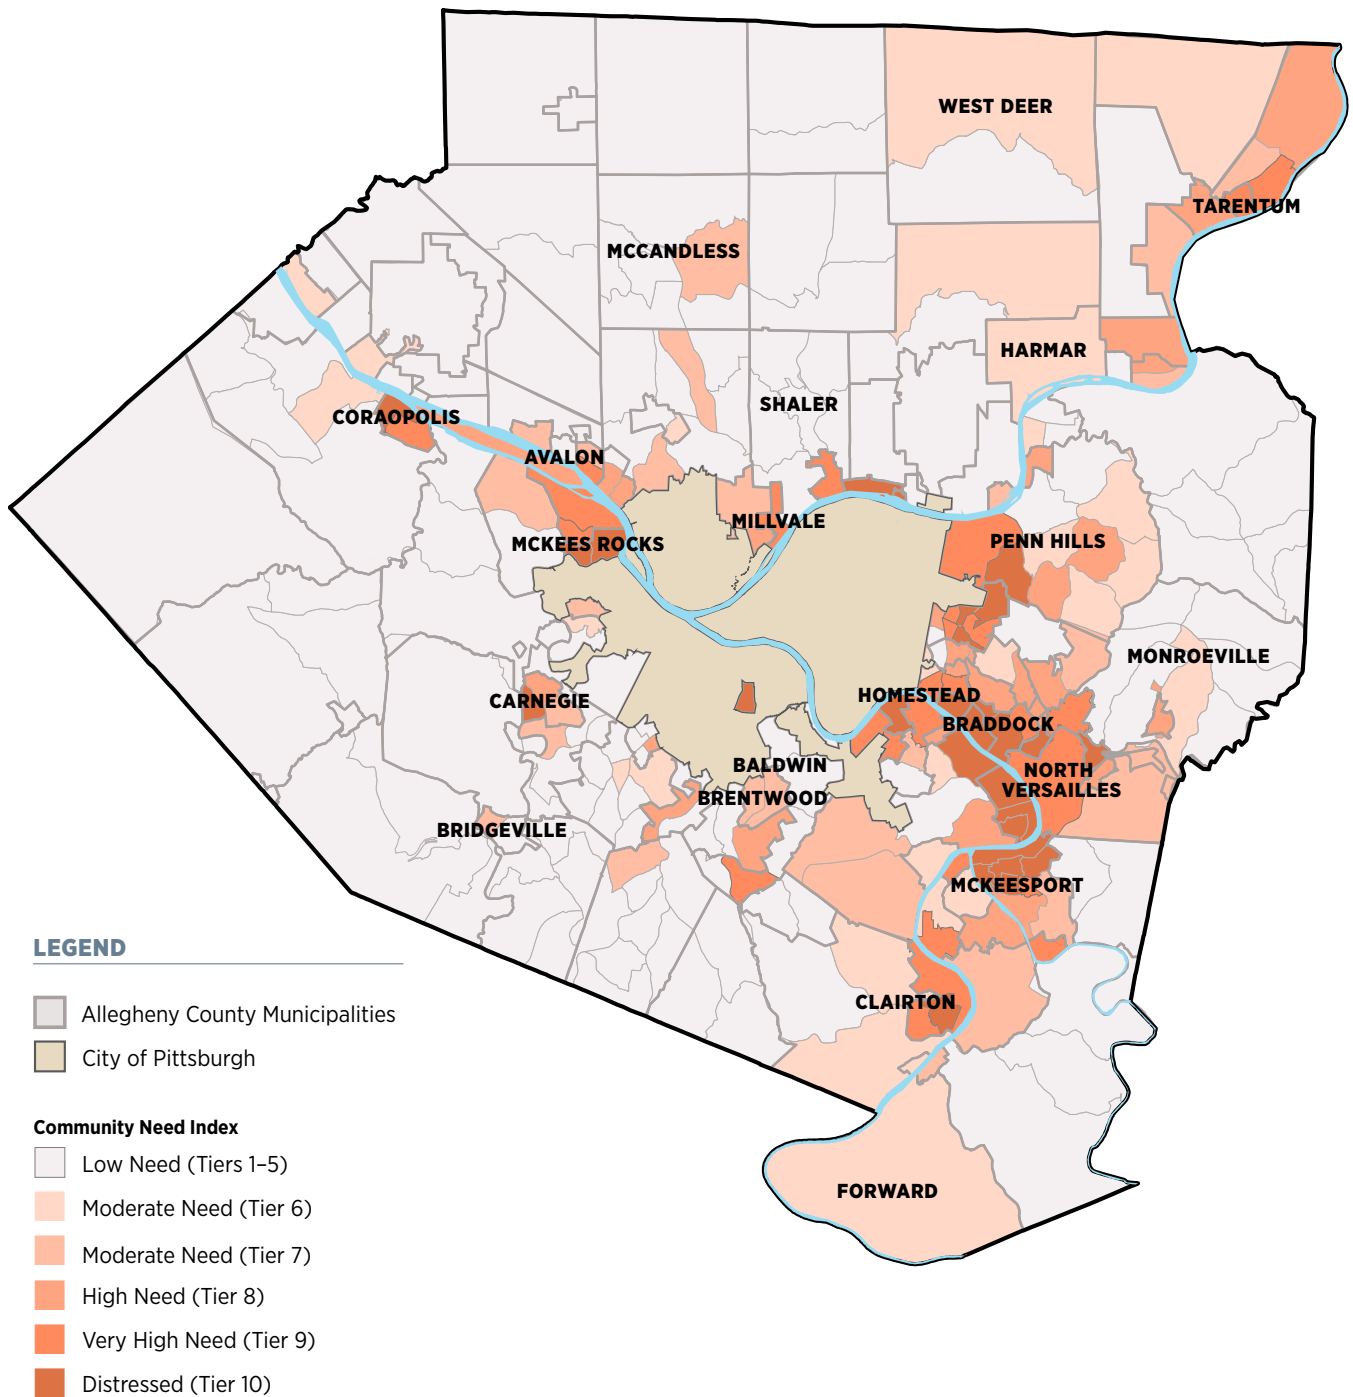 WEST DEER
TARENTUM
MCCANDLESS
HARMAR
SHALER
CORAOPOLIS
AVALON
MILLVALE
MCKEES ROCKS
PENN HILLS
MONROEVILLE
CARNEGIE
HOMESTEAD
BRADDOCK
BALDWIN
NORTH
VERSAILLES
BRENTWOOD
BRIDGEVILLE
MCKEESPORT
CLAIRTON
FORWARD
LEGEND
Allegheny County Municipalities
City of Pittsburgh
Community Need Index
Low Need (Tiers 1–5)
Moderate Need (Tier 6)
Moderate Need (Tier 7)
High Need (Tier 8)
Very High Need (Tier 9)
Distressed (Tier 10)